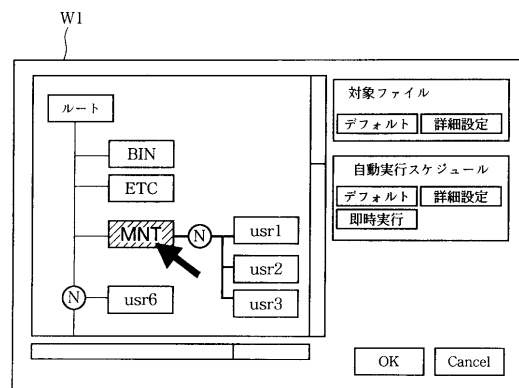 W1
ルート
BIN
ETC
MNT
N
usr1
usr2
usr3
N
usr6
対象ファイル
デフォルト 詳細設定
自動実行スケジュール
デフォルト 詳細設定
即時実行
OK Cancel